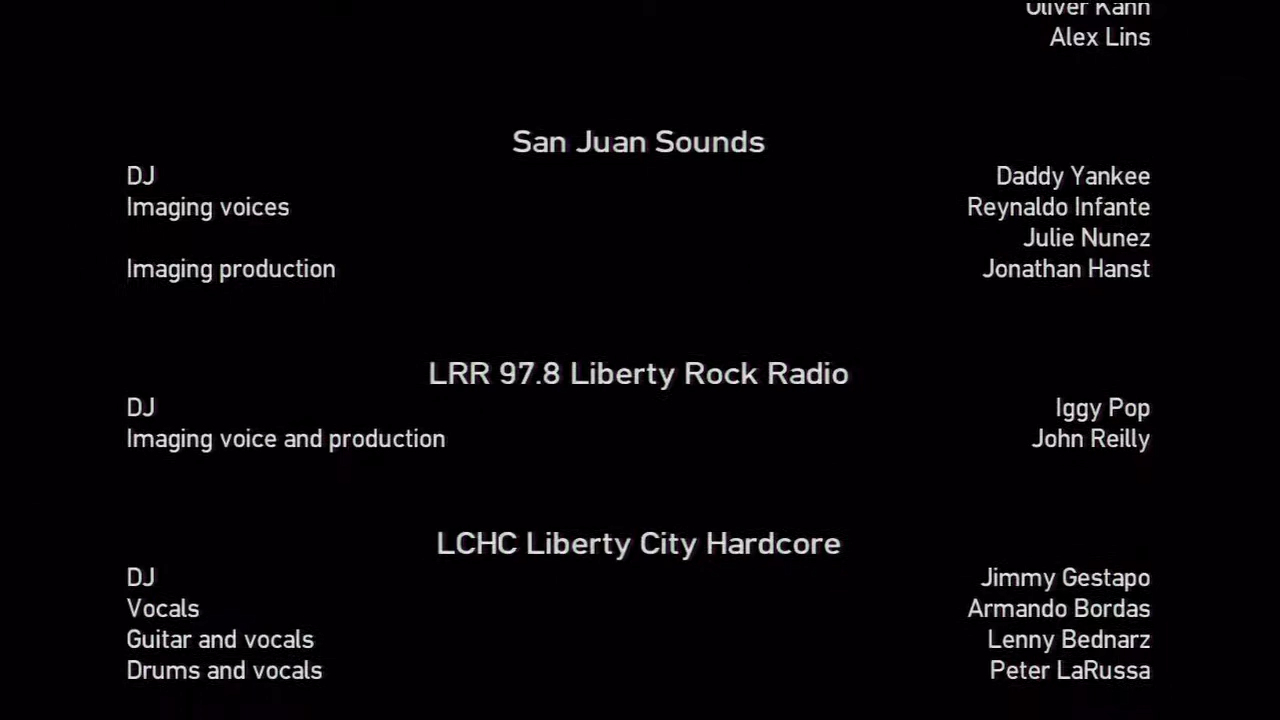 Oliver Kahn
Alex Lins
San Juan Sounds
DJ Daddy Yankee
Imaging voices Reynaldo Infante
Julie Nunez
Imaging production Jonathan Hanst
LRR 97.8 Liberty Rock Radio
DJ Iggy Pop
Imaging voice and production John Reilly
LCHC Liberty City Hardcore
DJ Jimmy Gestapo
Vocals Armando Bordas
Guitar and vocals Lenny Bednarz
Drums and vocals Peter LaRussa